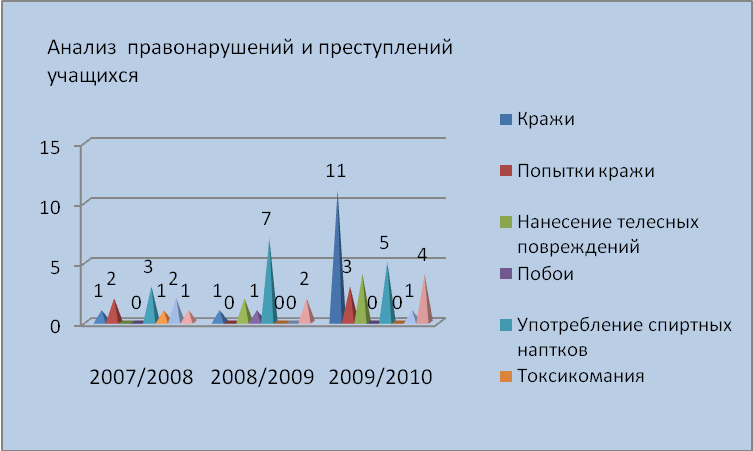 Анализ правонарушений и преступлений
учащихся
15
10
5
0
1 2 0 3 1 2 1
1 0 1 7 0 0 2
11 3 0 5 0 1 4
2007/2008 2008/2009 2009/2010
Кражи
Попытки кражи
Нанесение телесных
повреждений
Побои
Употребление спиртных
наптков
Токсикомания